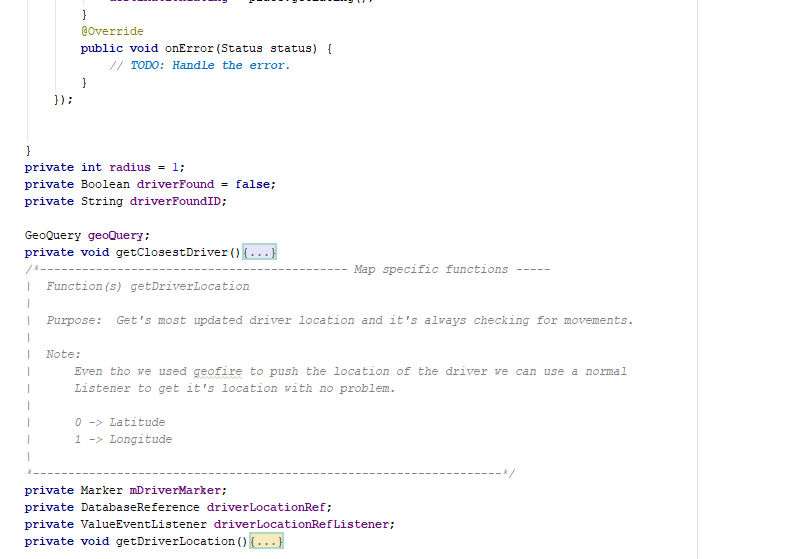 }
@Override
public void onError(Status status) {
// TODO: Handle the error.
}
});
}
private int radius = 1;
private Boolean driverFound = false;
private String driverFoundID;
GeoQuery geoQuery;
private void getClosestDriver(){...}
/*-------------------------------------------- Map specific functions -----
| Function(s) getDriverLocation
|
| Purpose: Get's most updated driver location and it's always checking for movements.
|
| Note:
| Even tho we used geofire to push the location of the driver we can use a normal
| Listener to get it's location with no problem.
|
| 0 -> Latitude
| 1 -> Longitude
|
*-------------------------------------------------------------------*/
private Marker mDriverMarker;
private DatabaseReference driverLocationRef;
private ValueEventListener driverLocationRefListener;
private void getDriverLocation(){...}